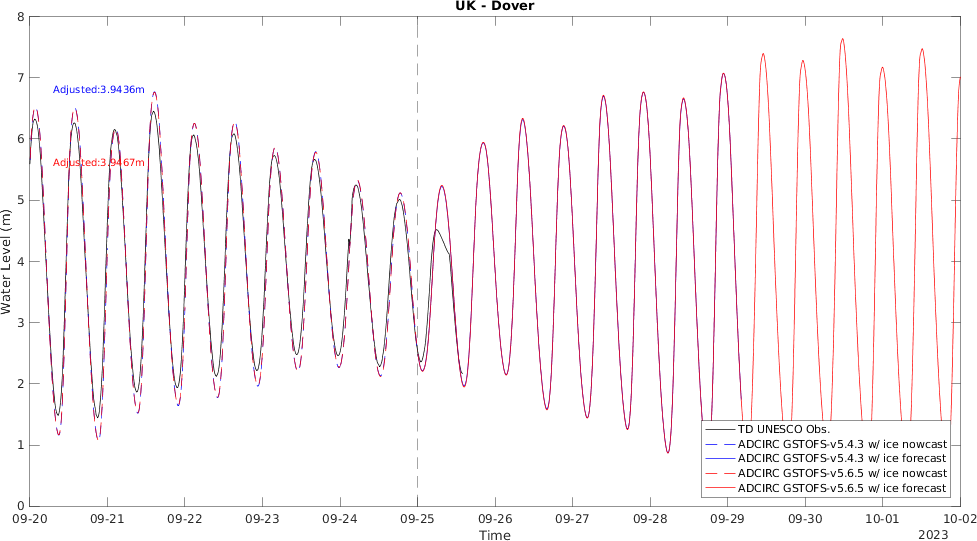 UK - Dover
8
7
6
5
4
3
2
1
0
Water Level (m)
Adjusted:3.9436m
Adjusted:3.9467m
TD UNESCO Obs.
ADCIRC GSTOFS-v5.4.3 w/ ice nowcast
ADCIRC GSTOFS-v5.4.3 w/ ice forecast
ADCIRC GSTOFS-v5.6.5 w/ ice nowcast
ADCIRC GSTOFS-v5.6.5 w/ ice forecast
09-20 09-21 09-22 09-23 09-24 09-25 09-26 09-27 09-28 09-29 09-30 10-01 10-02
Time
2023